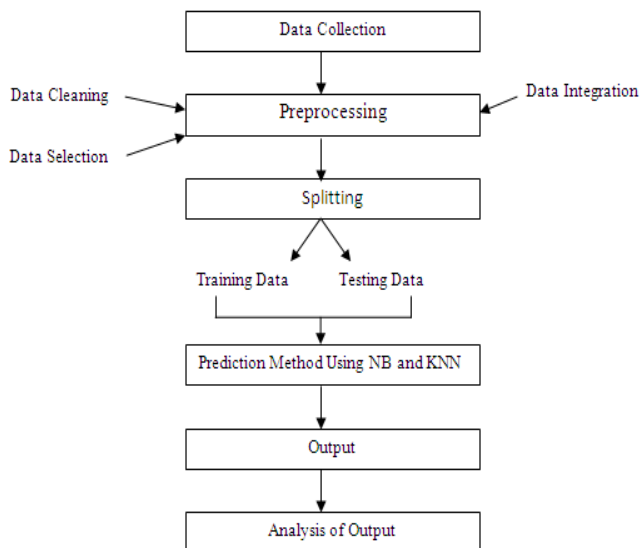 Data Collection
Data Cleaning
Data Integration
Preprocessing
Data Selection
Splitting
Training Data
Testing Data
Prediction Method Using NB and KNN
Output
Analysis of Output